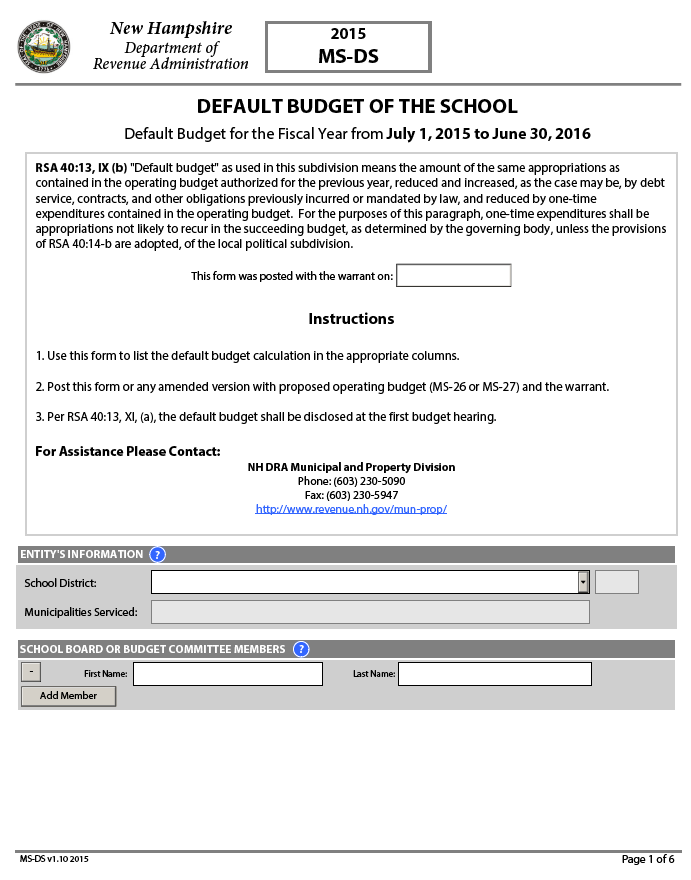 New Hampshire
Department of
Revenue Administration
2015
MS-DS
DEFAULT BUDGET OF THE SCHOOL
Default Budget for the Fiscal Year from July 1, 2015 to June 30, 2016
RSA 40:13, IX (b) "Default budget" as used in this subdivision means the amount of the same appropriations as
contained in the operating budget authorized for the previous year, reduced and increased, as the case may be, by debt
service, contracts, and other obligations previously incurred or mandated by law, and reduced by one-time
expenditures contained in the operating budget.  For the purposes of this paragraph, one-time expenditures shall be
appropriations not likely to recur in the succeeding budget, as determined by the governing body, unless the provisions
of RSA 40:14-b are adopted, of the local political subdivision.
This form was posted with the warrant on:
Instructions
1. Use this form to list the default budget calculation in the appropriate columns.
2. Post this form or any amended version with proposed operating budget (MS-26 or MS-27) and the warrant.
3. Per RSA 40:13, XI, (a), the default budget shall be disclosed at the first budget hearing.
For Assistance Please Contact:
NH DRA Municipal and Property Division
Phone: (603) 230-5090
Fax: (603) 230-5947
http://www.revenue.nh.gov/mun-prop/
ENTITY'S INFORMATION ?
School District:
Municipalities Serviced:
SCHOOL BOARD OR BUDGET COMMITTEE MEMBERS ?
- First Name: Last Name:
Add Member
MS-DS v1.10 2015 Page 1 of 6